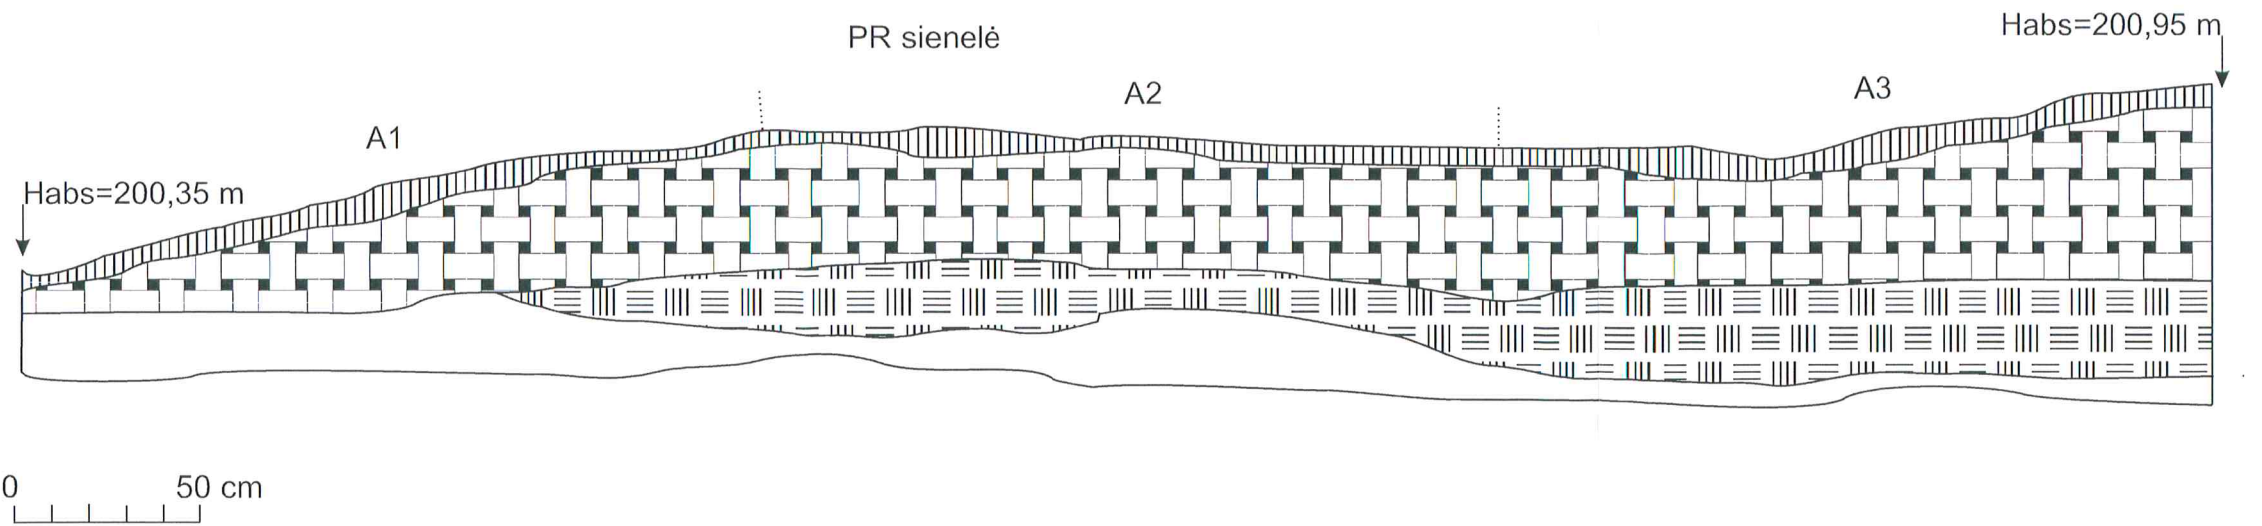 PR sienelė
Habs=200,95 m
A1
A2
A3
Habs=200,35 m
0 50 cm